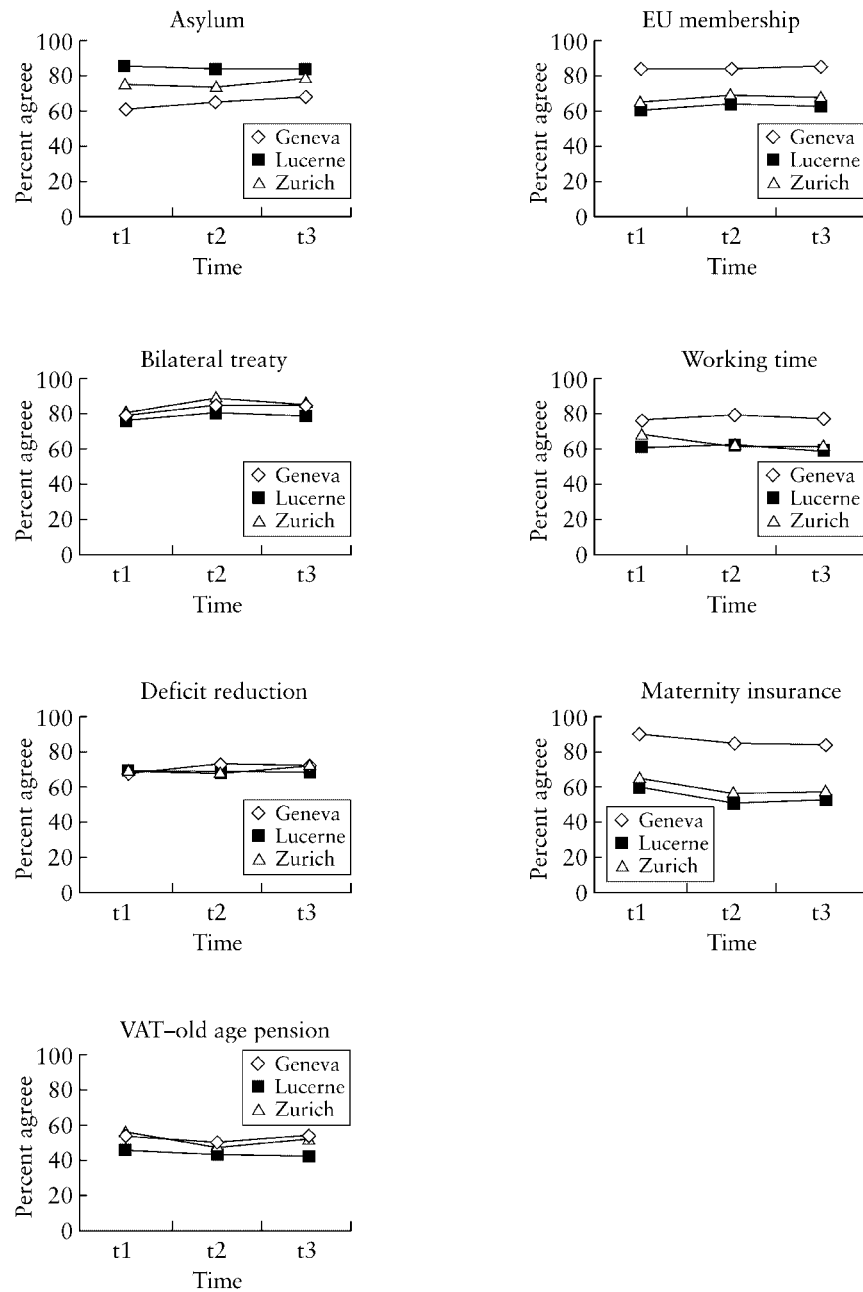 Asylum
Percent agreee
100
80
60
40
20
0
Geneva
Lucerne
Zurich
t1 t2 t3
Time
EU membership
Percent agreee
100
80
60
40
20
0
Geneva
Lucerne
Zurich
t1 t2 t3
Time
Bilateral treaty
Percent agreee
100
80
60
40
20
0
Geneva
Lucerne
Zurich
t1 t2 t3
Time
Working time
Percent agreee
100
80
60
40
20
0
Geneva
Lucerne
Zurich
t1 t2 t3
Time
Deficit reduction
Percent agreee
100
80
60
40
20
0
Geneva
Lucerne
Zurich
t1 t2 t3
Time
Maternity insurance
Percent agreee
100
80
60
40
20
0
Geneva
Lucerne
Zurich
t1 t2 t3
Time
VAT–old age pension
Percent agreee
100
80
60
40
20
0
Geneva
Lucerne
Zurich
t1 t2 t3
Time